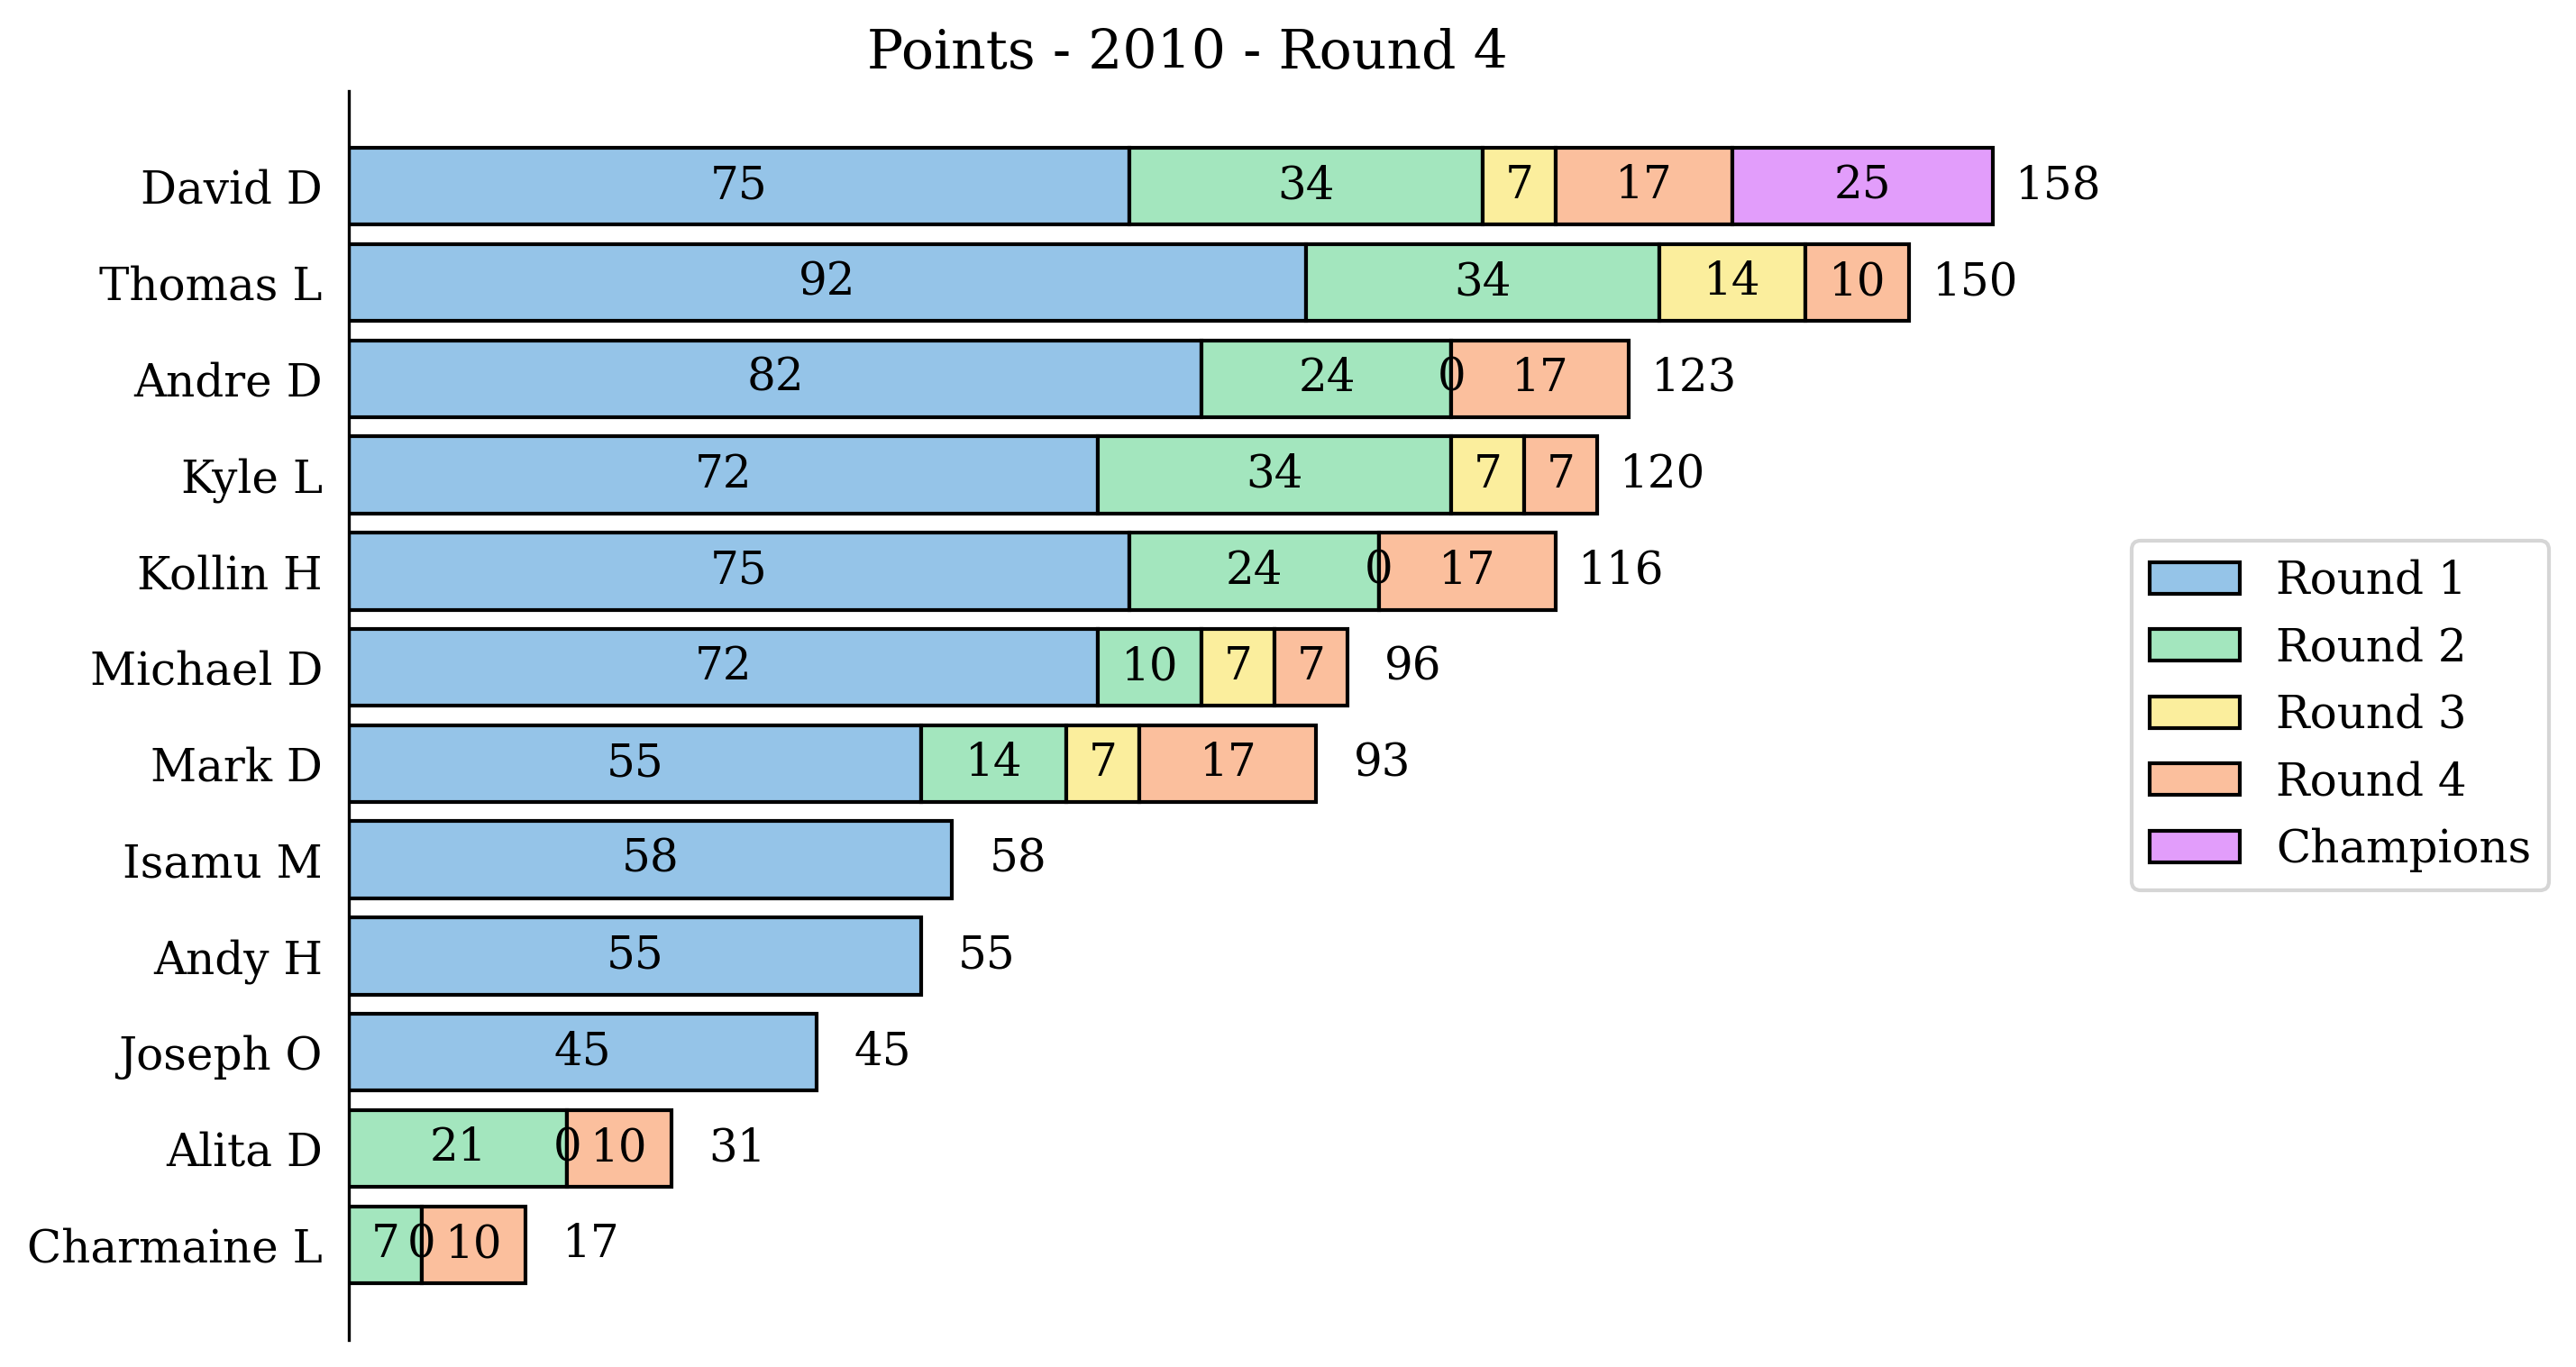 Points - 2010 - Round 4
David D 75 34 7 17 25 158
Thomas L 92 34 14 10 150
Andre D 82 24 0 17 123
Kyle L 72 34 7 7 120
Kollin H 75 24 0 17 116
Michael D 72 10 7 7 96
Mark D 55 14 7 17 93
Isamu M 58 58
Andy H 55 55
Joseph O 45 45
Alita D 21 0 10 31
Charmaine L 7 0 10 17
Round 1
Round 2
Round 3
Round 4
Champions